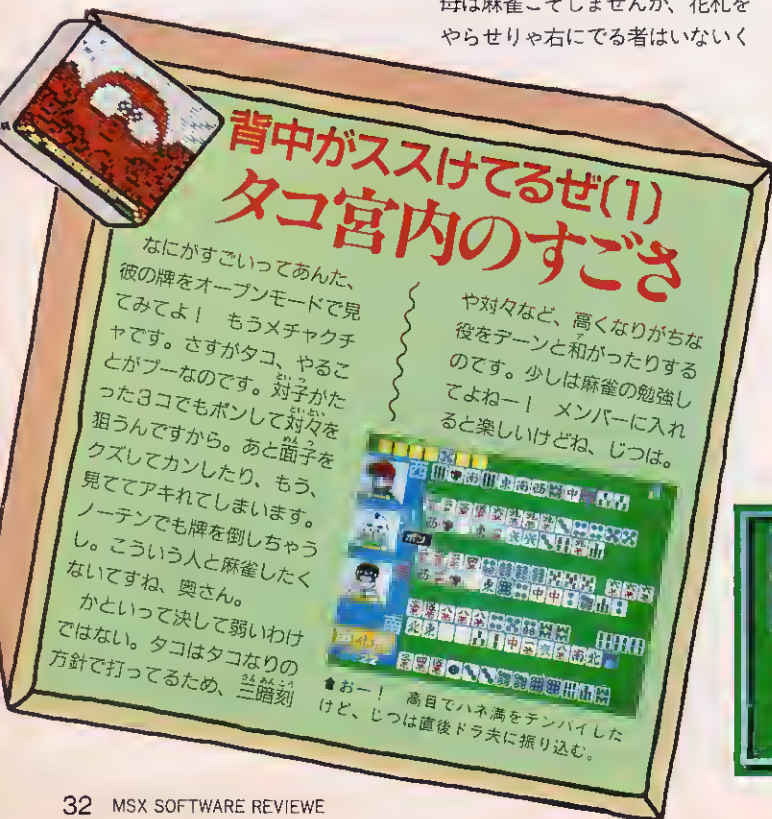 母は麻雀こそしませんが、花札を
やらせりゃ右にでる者はいないく
背中がススけてるぜ(1)
タコ宮内のすごさ
なにがすごいってあんた、
彼の牌をオープンモードで見
てみてよ! もうメチャクチ
ャです。さすがタコ、やるこ
とがプーなのです。対子がた
った3コでもポンして対々を
狙うんですから。あと面子を
クズしてカンしたり、もう、
見ててアキれてしまいます。
ノーテンでも牌を倒しちゃう
し。こういう人と麻雀したく
ないですね、奥さん。
かといって決して弱いわけ
ではない。タコはタコなりの
方針で打ってるため、三暗刻
や対々など、高くなりがちな
役をデーンと和がったりする
のです。少しは麻雀の勉強し
てよねー! メンバーに入れ
ると楽しいけどね、じつは。
西
ポン
南
⬆おー! 高目でハネ満をテンパイした
けど、じつは直後ドラ夫に振り込む。
32 MSX SOFTWARE REVIEWE